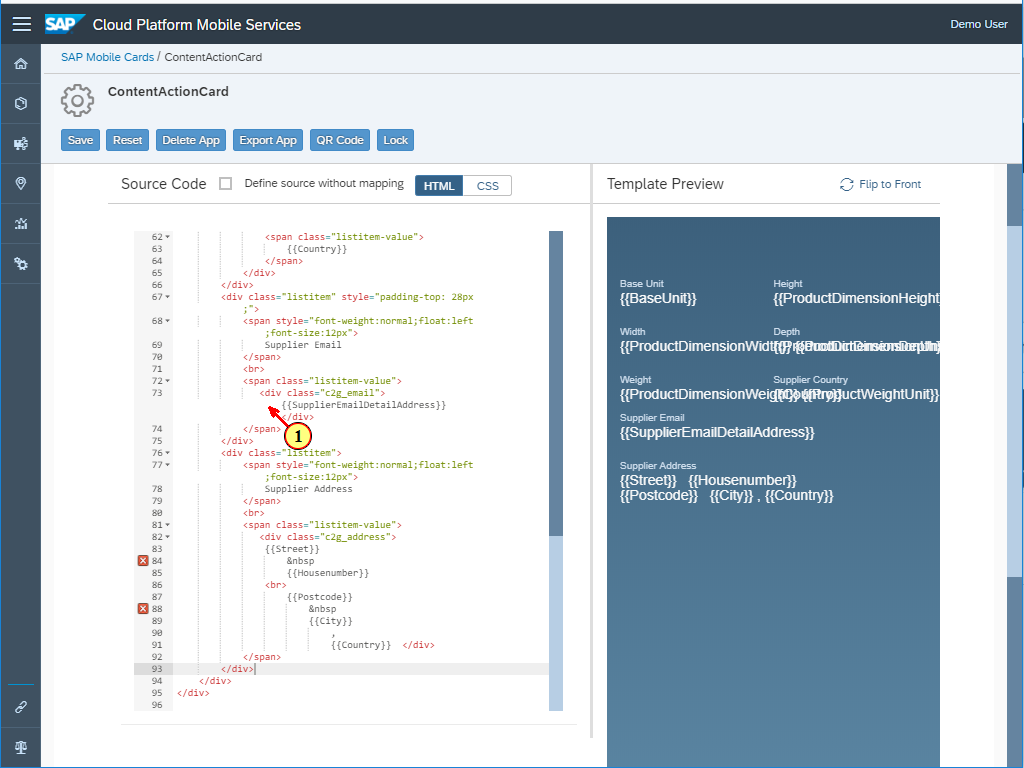 SAP Cloud Platform Mobile Services
Demo User
SAP Mobile Cards / ContentActionCard
ContentActionCard
Save Reset Delete App Export App QR Code Lock
Source Code Define source without mapping HTML CSS
62 <span class="listitem-value">
63 {{Country}}
64 </span>
65 </div>
66 </div>
67 <div class="listitem" style="padding-top: 28px
;">
68 <span style="font-weight:normal;float:left
;font-size:12px">
69 Supplier Email
70 </span>
71 <br>
72 <span class="listitem-value">
73 <div class="c2g_email">
{{SupplierEmailDetailAddress}}
</div>
74 </span>
1
75 </div>
76 <div class="listitem">
77 <span style="font-weight:normal;float:left
;font-size:12px">
78 Supplier Address
79 </span>
80 <br>
81 <span class="listitem-value">
82 <div class="c2g_address">
83 {{Street}}
84 &nbsp
85 {{Housenumber}}
86 <br>
87 {{Postcode}}
88 &nbsp
89 {{City}}
90 ,
91 {{Country}} </div>
92 </span>
93 </div>
94 </div>
95 </div>
96
Template Preview Flip to Front
Base Unit Height
{{BaseUnit}} {{ProductDimensionHeight
Width Depth
{{ProductDimensionWidth}}
Weight Supplier Country
{{ProductDimensionWeight}} {{ProductWeightUnit}}
Supplier Email
{{SupplierEmailDetailAddress}}
Supplier Address
{{Street}} {{Housenumber}}
{{Postcode}} {{City}} , {{Country}}